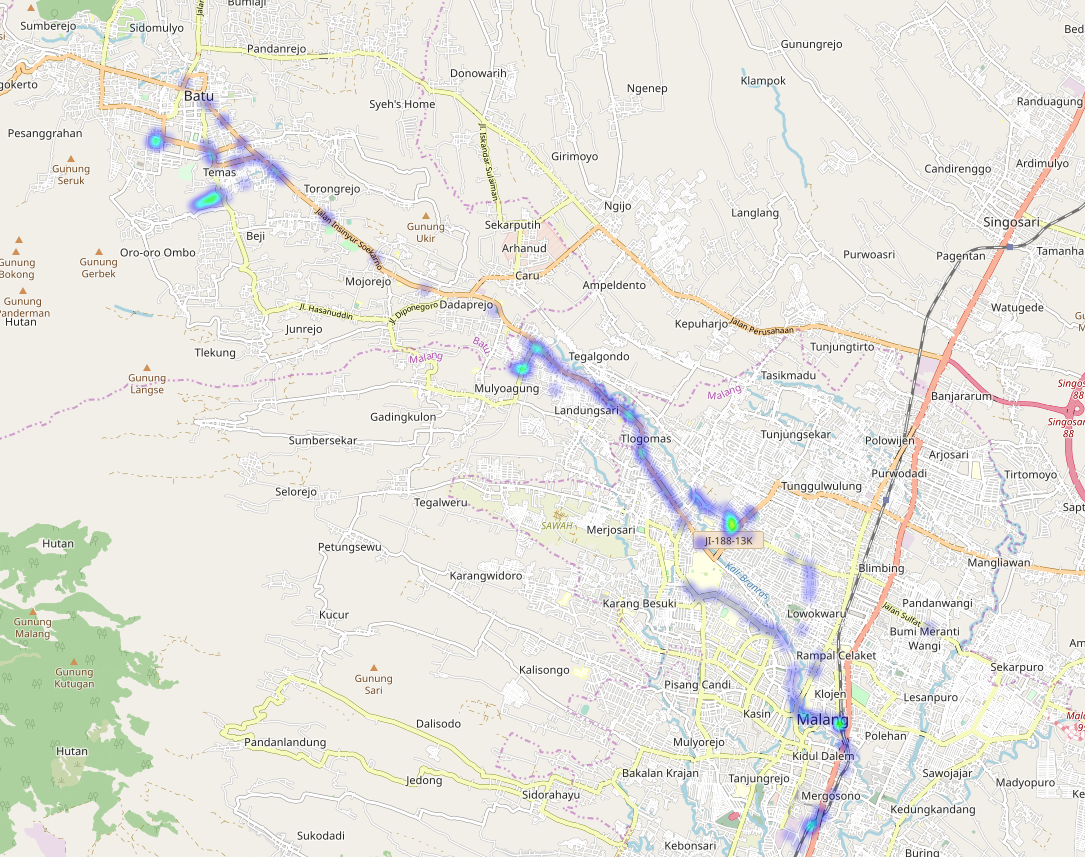 Bumiaji
Sumberejo
Sidomulyo
Jalan
Pandanrejo
Gunungrejo
Donowarih
Klampok
Ngenep
Batu
Syeh's Home
Randuagung
Pesanggrahan
Girimoyo
Ardimulyo
Gunung
Seruk
Candirenggo
Temas
Jl. Iskandar Sulaiman
Torongrejo
Ngijo
Langlang
Singosari
Jalan Insinyur Soekarno
Gunung
Ukir
Sekarputih
Beji
Arhanud
Oro-oro Ombo
Purwoasri
Pagentan
Tamanha
Gunung
Bokong
Gunung
Gerbek
Caru
Mojorejo
Ampeldento
Gunung
Panderman
Hutan
Jl. Hasanuddin
Jl. Diponegoro
Dadaprejo
Watugede
Junrejo
Kepuharjo
Jalan Perusahaan
Tlekung
Malang
Batu
Tegalgondo
Tunjungtirto
Gunung
Langse
Mulyoagung
Tasikmadu
Malang
Singosari
88
Banjararum
Gadingkulon
Landungsari
Sumbersekar
Tlogomas
Tunjungsekar
Polowijen
Arjosari
Purwodadi
Tirtomoyo
Selorejo
Tunggulwulung
Tegalweru
SAWAH
Merjosari
Hutan
Petungsewu
JI-188-13K
Blimbing
Mangliawan
Karangwidoro
Kali Brantas
Karang Besuki
Lowokwaru
Pandanwangi
Jalan Sulfat
Gunung
Malang
Kucur
Bumi Meranti
Wangi
Rampal Celaket
Sekarpuro
Gunung
Kutugan
Gunung
Sari
Kalisongo
Pisang Candi
Klojen
Lesanpuro
Kasin
Malang
Dalisodo
Polehan
Pandanlandung
Mulyorejo
Kidul Dalem
Hutan
Bakalan Krajan
Tanjungrejo
Sawojajar
Madyopuro
Jedong
Sidorahayu
Mergosono
Kedungkandang
Sukodadi
Kebonsari
Buring